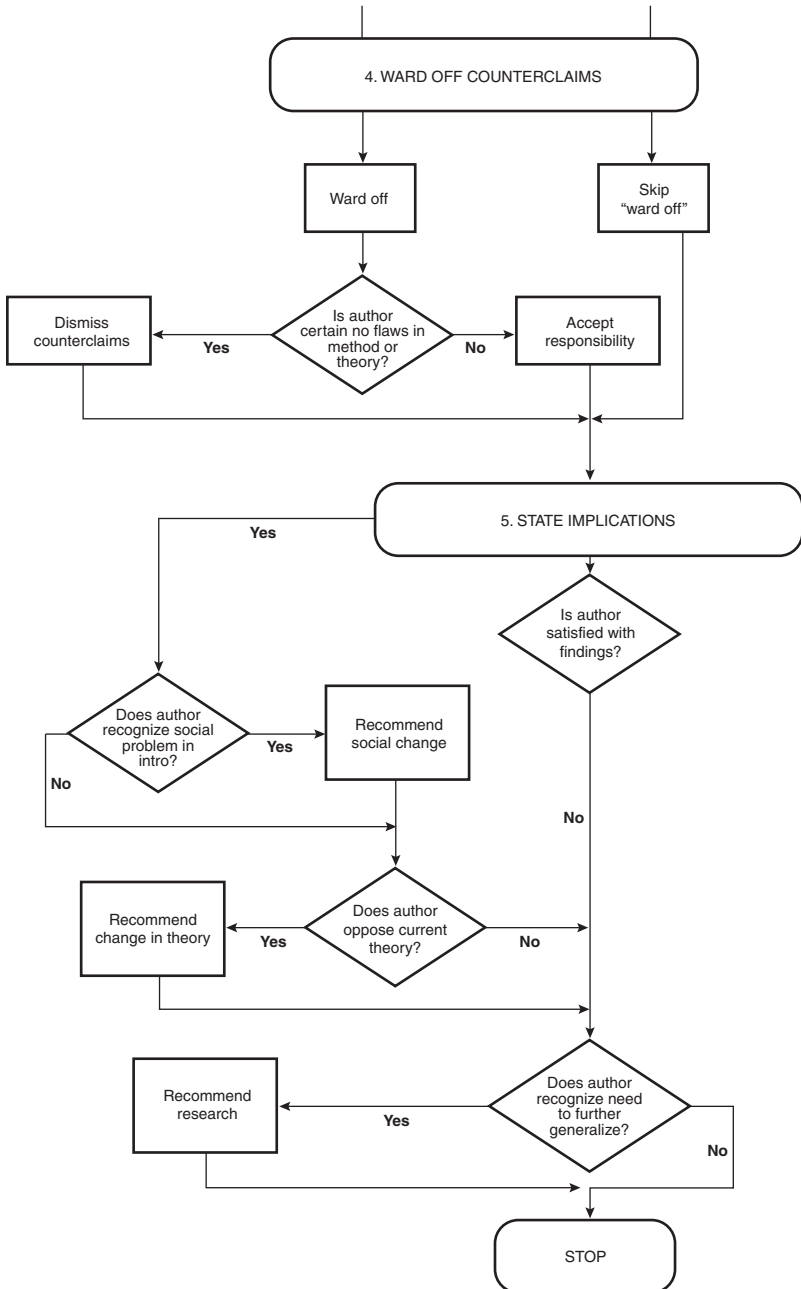 4. WARD OFF COUNTERCLAIMS
Ward off
Skip
“ward off”
Is author
certain no flaws in
method or
theory?
Dismiss
counterclaims
Yes
No
Accept
responsibility
5. STATE IMPLICATIONS
Yes
Is author
satisfied with
findings?
Does author
recognize social
problem in
intro?
Yes
Recommend
social change
No
No
Recommend
change in theory
Yes
Does author
oppose current
theory?
No
Recommend
research
Yes
Does author
recognize need
to further
generalize?
No
STOP